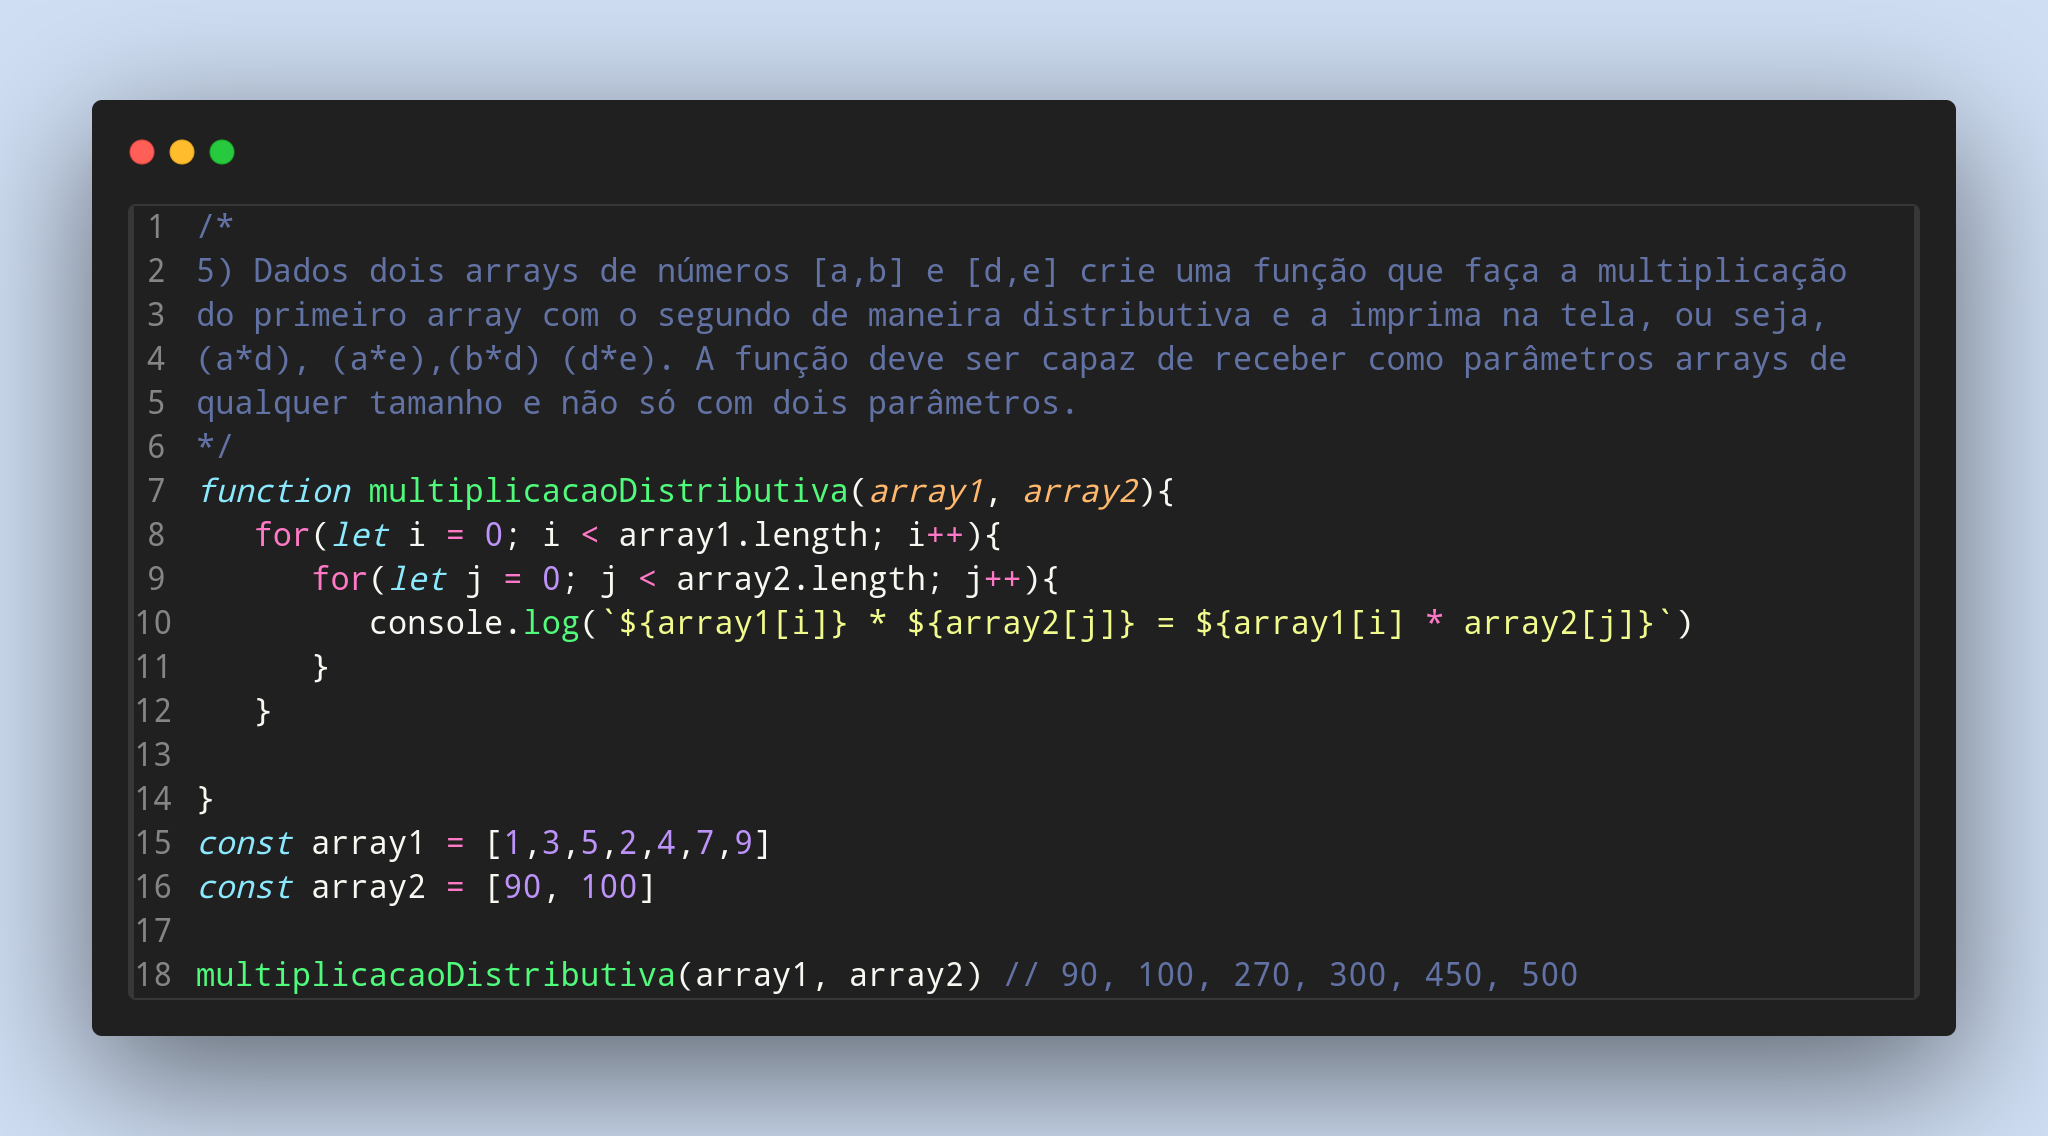 1 /*
2 5) Dados dois arrays de números [a,b] e [d,e] crie uma função que faça a multiplicação
3 do primeiro array com o segundo de maneira distributiva e a imprima na tela, ou seja,
4 (a*d), (a*e),(b*d) (d*e). A função deve ser capaz de receber como parâmetros arrays de
5 qualquer tamanho e não só com dois parâmetros.
6 */
7 function multiplicacaoDistributiva(array1, array2){
8    for(let i = 0; i < array1.length; i++){
9       for(let j = 0; j < array2.length; j++){
10          console.log(`${array1[i]} * ${array2[j]} = ${array1[i] * array2[j]}`)
11       }
12    }
13
14 }
15 const array1 = [1,3,5,2,4,7,9]
16 const array2 = [90, 100]
17
18 multiplicacaoDistributiva(array1, array2) // 90, 100, 270, 300, 450, 500